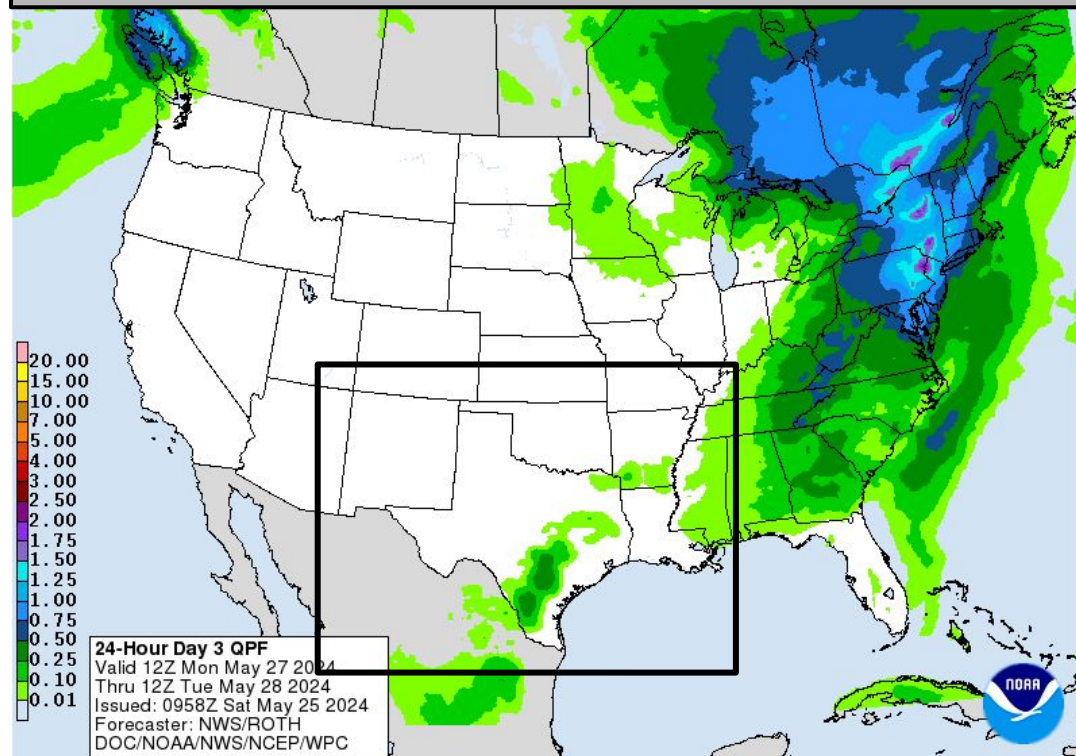 20.00
15.00
10.00
7.00
5.00
4.00
3.00
2.50
2.00
1.75
1.50
1.25
1.00
0.75
0.50
0.25
0.10
0.01
24-Hour Day 3 QPF
Valid 12Z Mon May 27 2024
Thru 12Z Tue May 28 2024
Issued: 0958Z Sat May 25 2024
Forecaster: NWS/ROTH
DOC/NOAA/NWS/NCEP/WPC
NOAA